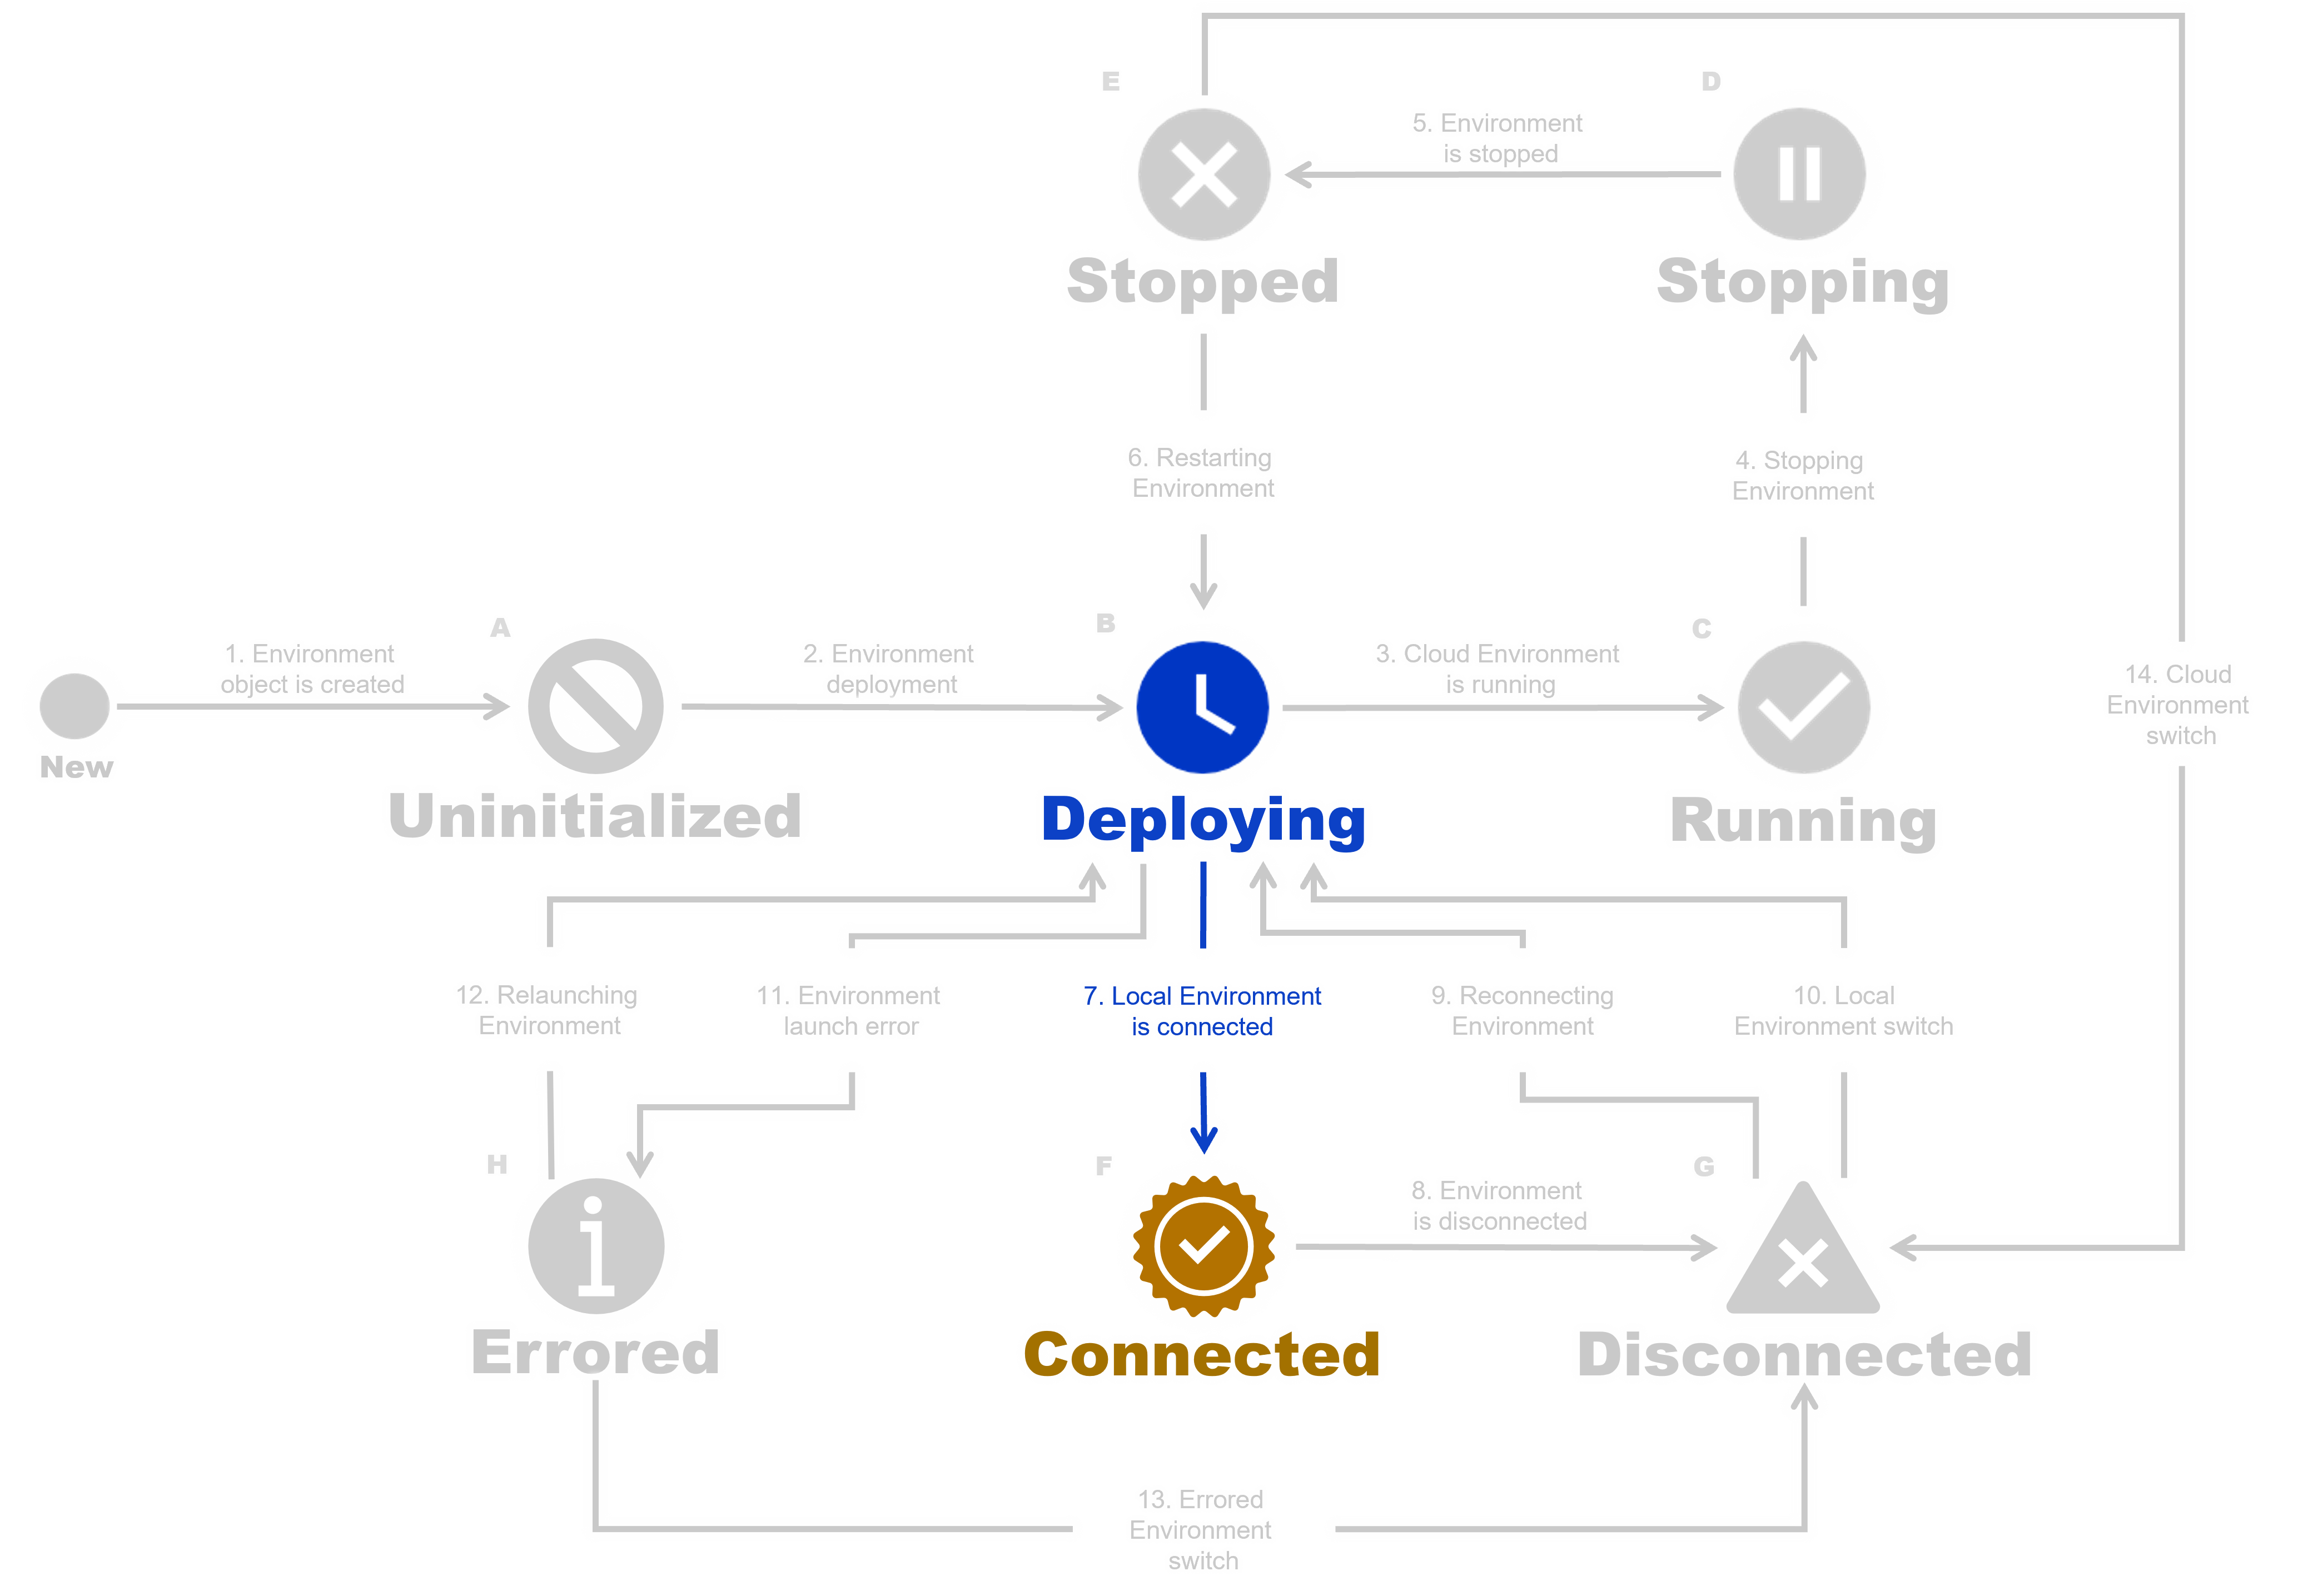 E
D
5. Environment
is stopped
Stopped
Stopping
6. Restarting
Environment
4. Stopping
Environment
A
B
C
1. Environment
object is created
2. Environment
deployment
3. Cloud Environment
is running
14. Cloud
Environment
switch
New
Uninitialized
Deploying
Running
12. Relaunching
Environment
11. Environment
launch error
7. Local Environment
is connected
9. Reconnecting
Environment
10. Local
Environment switch
H
F
G
8. Environment
is disconnected
Errored
Connected
Disconnected
13. Errored
Environment
switch